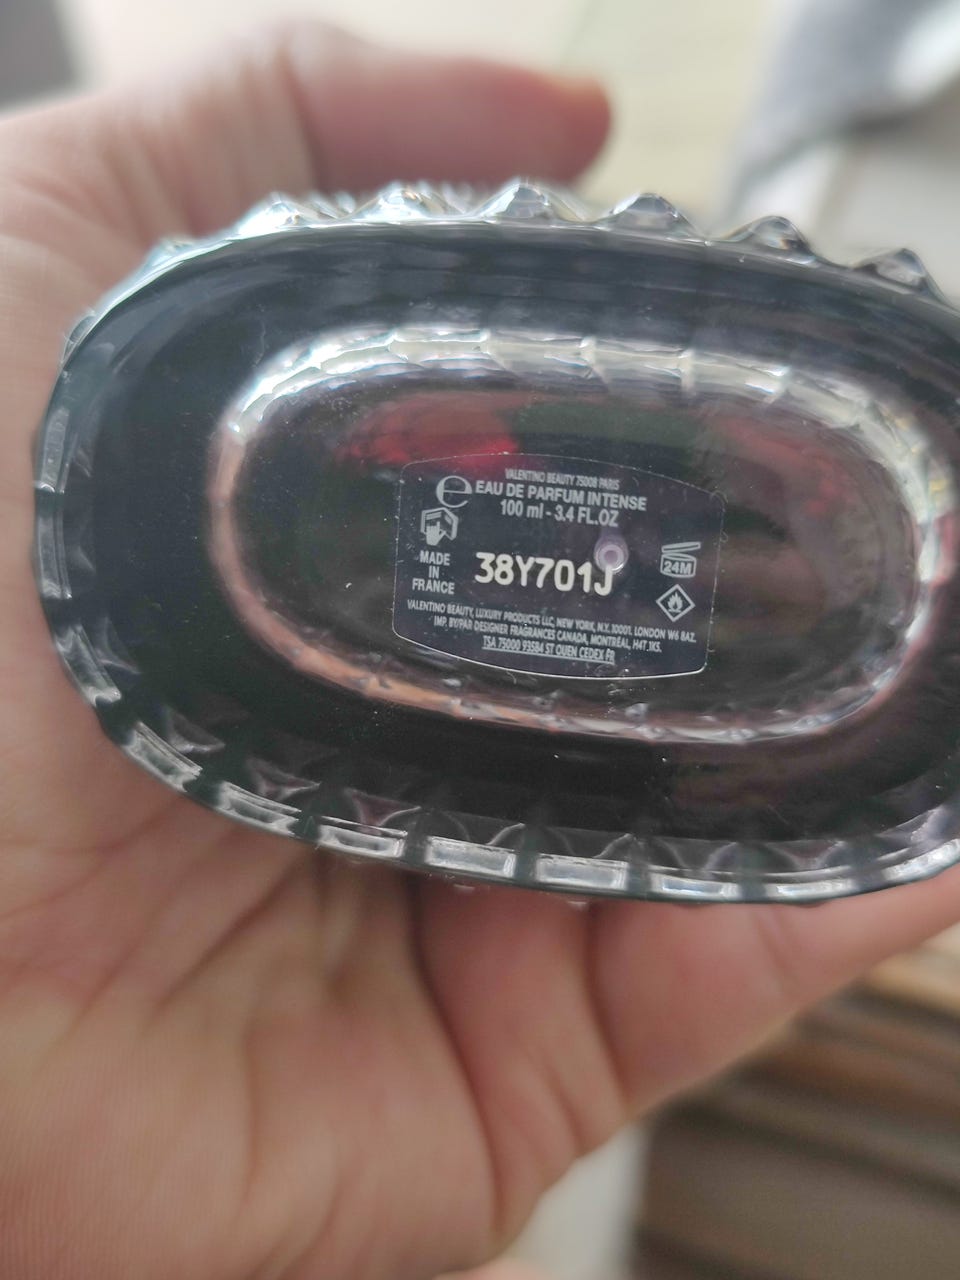 VALENTINO BEAUTY 75008 PARIS
℮ EAU DE PARFUM INTENSE
100 ml - 3.4 FL.OZ
MADE
IN
FRANCE
38Y701J
24M
VALENTINO BEAUTY, LUXURY PRODUCTS LLC, NEW YORK, N.Y. 10001. LONDON W6 8AZ.
IMP. BY/PAR DESIGNER FRAGRANCES CANADA, MONTRÉAL, H4T 1K5.
TSA 75000 93584 ST OUEN CEDEX FR